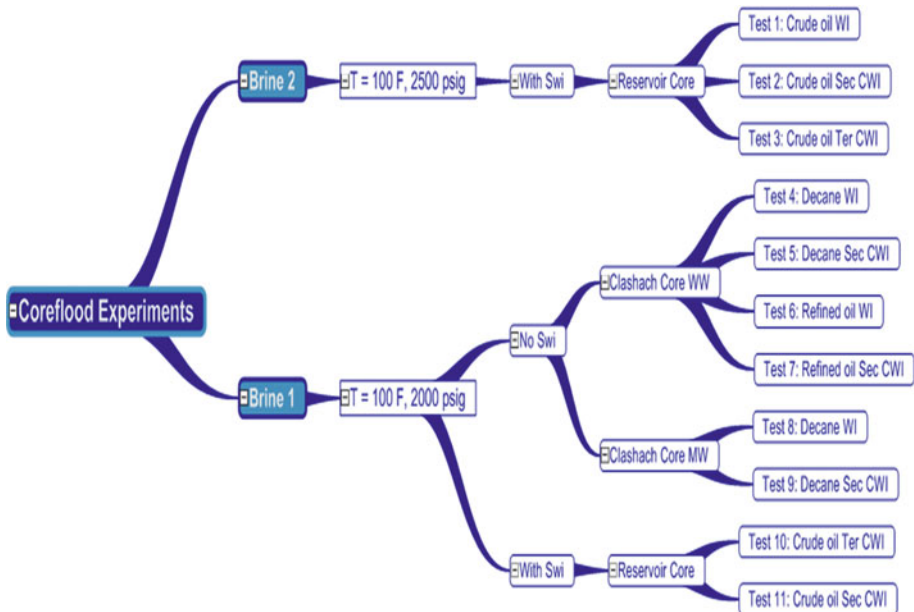 Coreflood Experiments
Brine 2
T = 100 F, 2500 psig
With Swi
Reservoir Core
Test 1: Crude oil WI
Test 2: Crude oil Sec CWI
Test 3: Crude oil Ter CWI
Brine 1
T = 100 F, 2000 psig
No Swi
Clashach Core WW
Test 4: Decane WI
Test 5: Decane Sec CWI
Test 6: Refined oil WI
Test 7: Refined oil Sec CWI
Clashach Core MW
Test 8: Decane WI
Test 9: Decane Sec CWI
With Swi
Reservoir Core
Test 10: Crude oil Ter CWI
Test 11: Crude oil Sec CWI